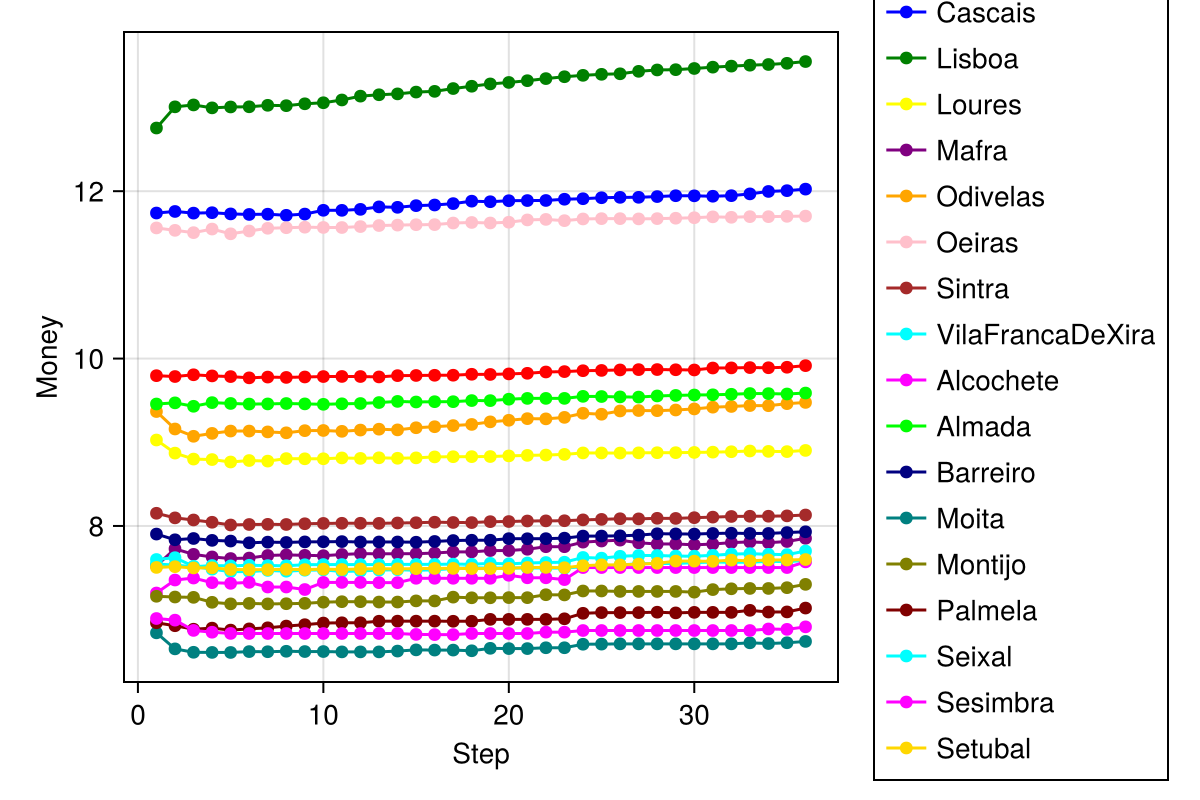 Cascais
Lisboa
Loures
Mafra
Odivelas
Oeiras
Sintra
VilaFrancaDeXira
Alcochete
Almada
Barreiro
Moita
Montijo
Palmela
Seixal
Sesimbra
Setubal
12
10
8
Money
0 10 20 30
Step